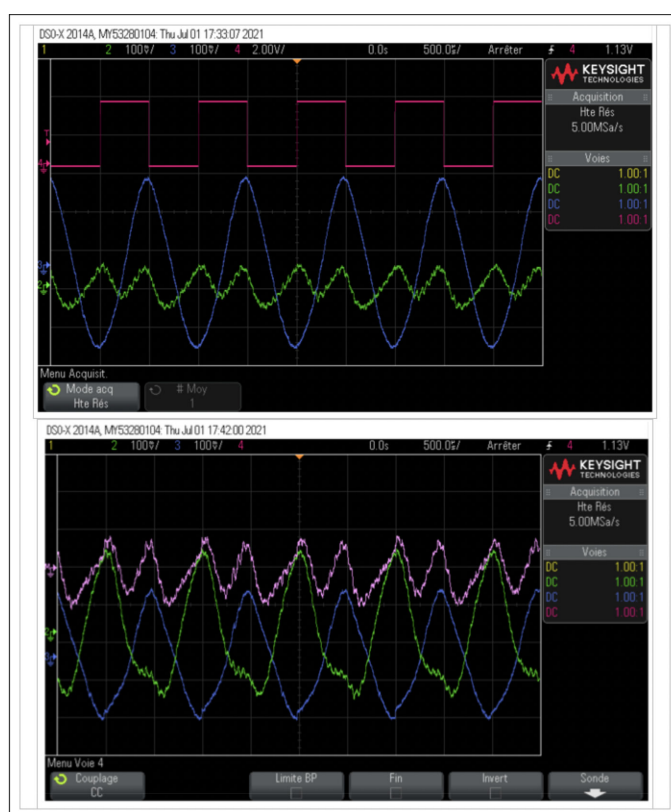 DSO-X 2014A, MY53280104: Thu Jul 01 17:33:07 2021
1 2 100▿/ 3 100▿/ 4 2.00V/ 0.0s 500.0▿/ Arrêter 4 1.13V
KEYSIGHT
TECHNOLOGIES
Acquisition
Hte Rés
5.00MSa/s
Voies
DC 1.00:1
DC 1.00:1
DC 1.00:1
DC 1.00:1
T
4
3
2
Menu Acquisit.
Mode acq
Hte Rés
# Moy
1
DSO-X 2014A, MY53280104: Thu Jul 01 17:42:00 2021
1 2 100▿/ 3 100▿/ 4 0.0s 500.0▿/ Arrêter 4 1.13V
KEYSIGHT
TECHNOLOGIES
Acquisition
Hte Rés
5.00MSa/s
Voies
DC 1.00:1
DC 1.00:1
DC 1.00:1
DC 1.00:1
2
3
Menu Voie 4
Couplage
CC
Limite BP
Fin
Invert
Sonde